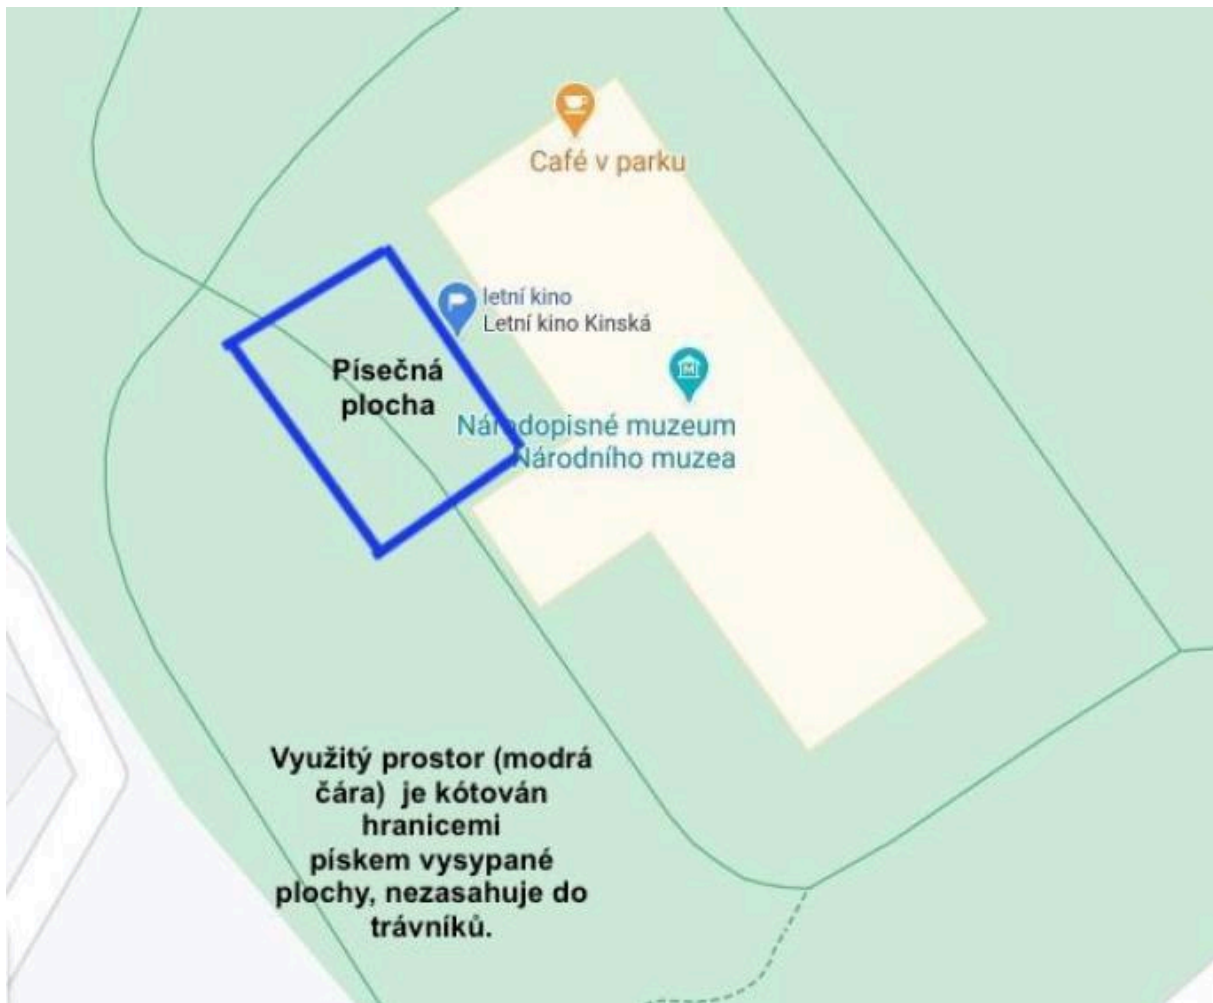 Café v parku
letní kino
Letní kino Kinská
Písečná
plocha
Národopisné muzeum
Národního muzea
Využitý prostor (modrá
čára)  je kótován
hranicemi
pískem vysypané
plochy, nezasahuje do
trávníků.